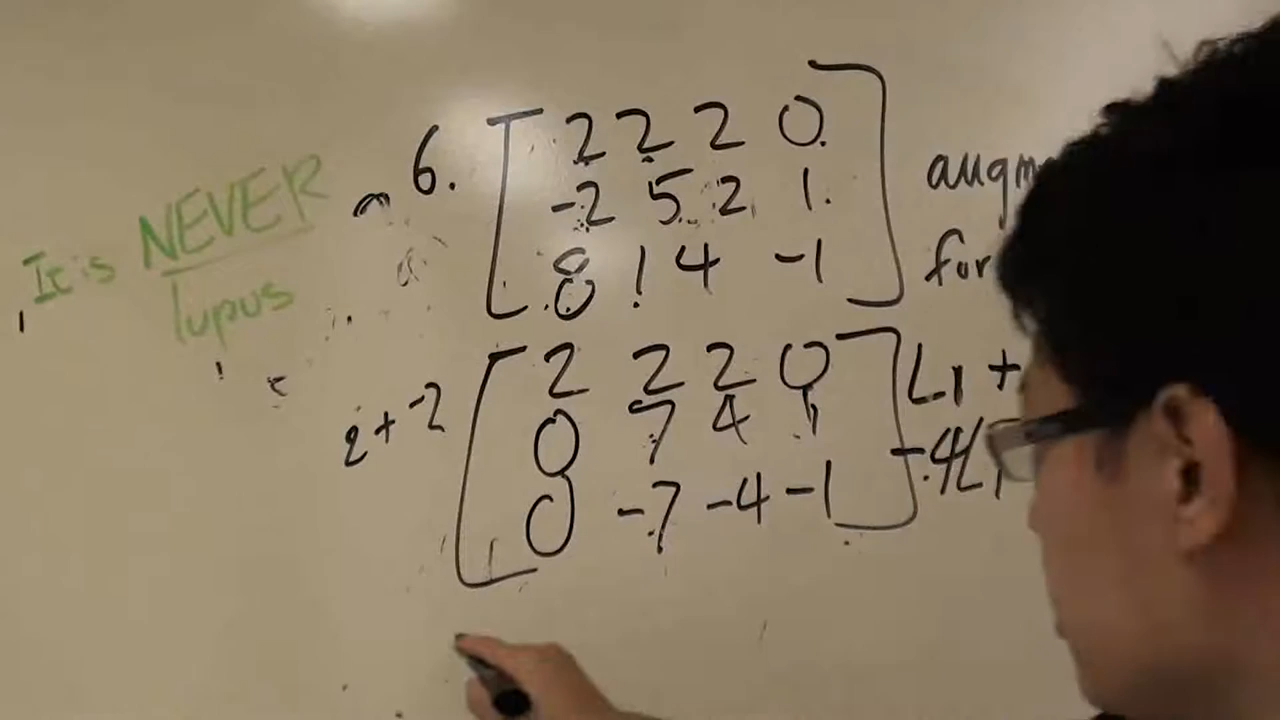 It is NEVER
lupus
6.
2 2 2 0
-2 5 2 1
8 1 4 -1
for
2 2 2 0
0 7 4 1
0 -7 -4 -1
2 + -2
L1 +
-4L1